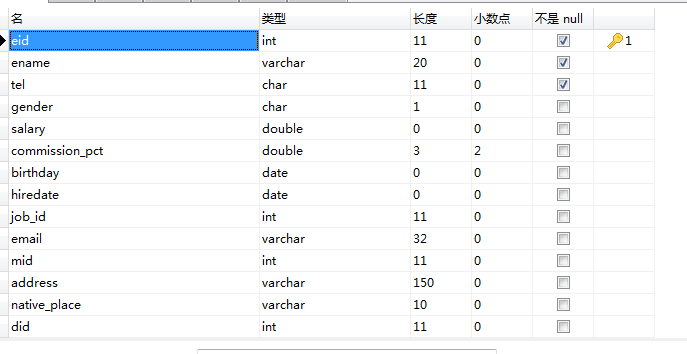 名 类型 长度 小数点 不是 null
eid int 11 0 1
ename varchar 20 0
tel char 11 0
gender char 1 0
salary double 0 0
commission_pct double 3 2
birthday date 0 0
hiredate date 0 0
job_id int 11 0
email varchar 32 0
mid int 11 0
address varchar 150 0
native_place varchar 10 0
did int 11 0